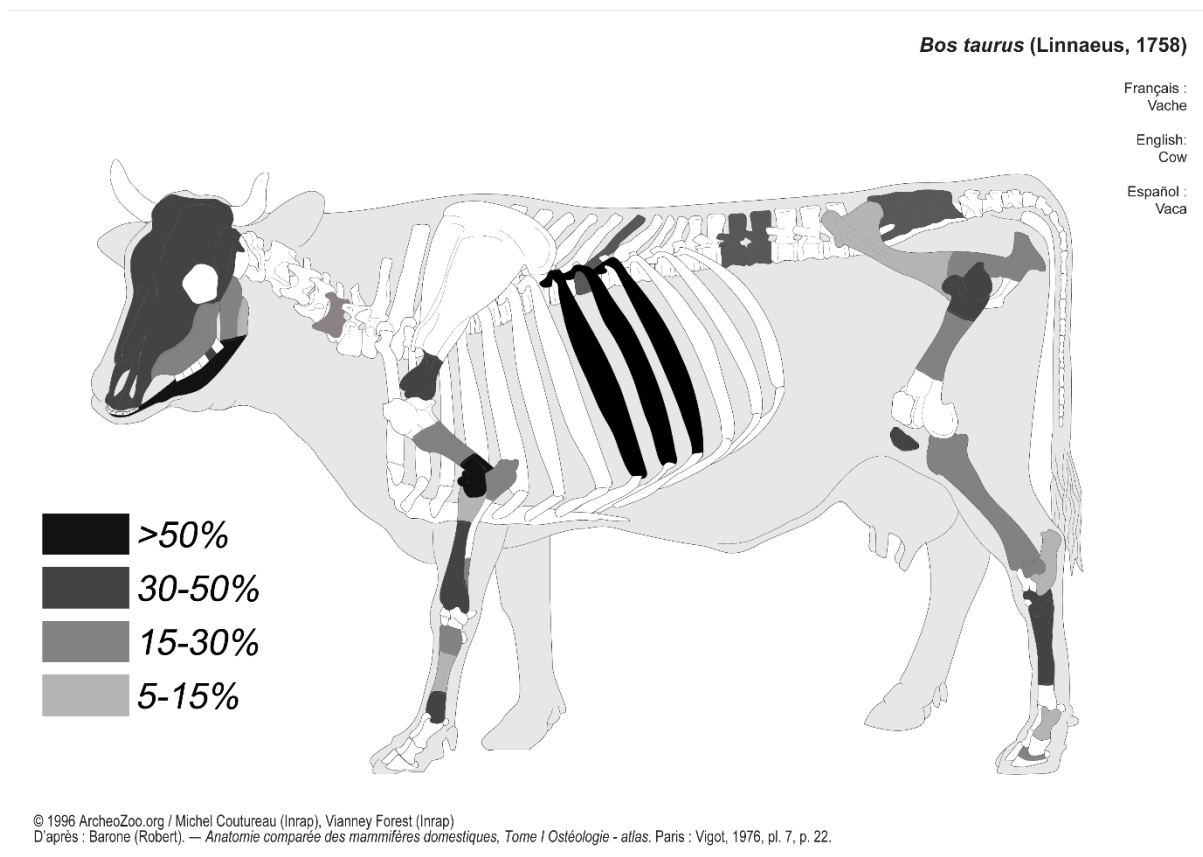 Bos taurus (Linnaeus, 1758)
Français :
Vache
English:
Cow
Español :
Vaca
>50%
30-50%
15-30%
5-15%
© 1996 ArcheoZoo.org / Michel Coutureau (Inrap), Vianney Forest (Inrap)
D'après : Barone (Robert). — Anatomie comparée des mammifères domestiques, Tome I Ostéologie - atlas. Paris : Vigot, 1976, pl. 7, p. 22.